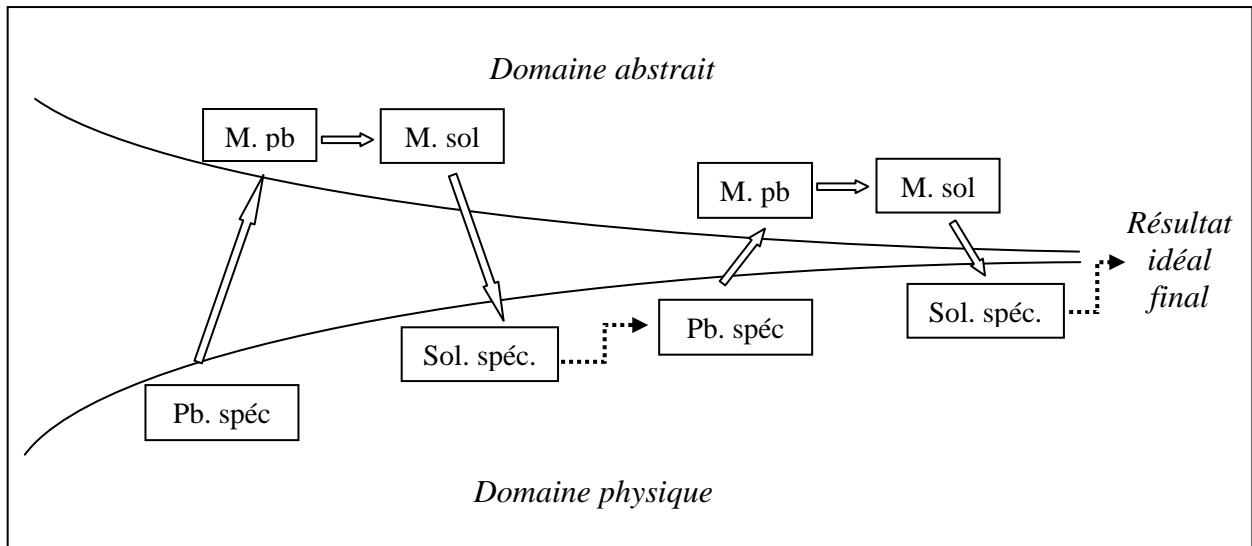 Domaine abstrait
M. pb
M. sol
M. pb
M. sol
Résultat
idéal
final
Sol. spéc.
Pb. spéc
Sol. spéc.
Pb. spéc
Domaine physique